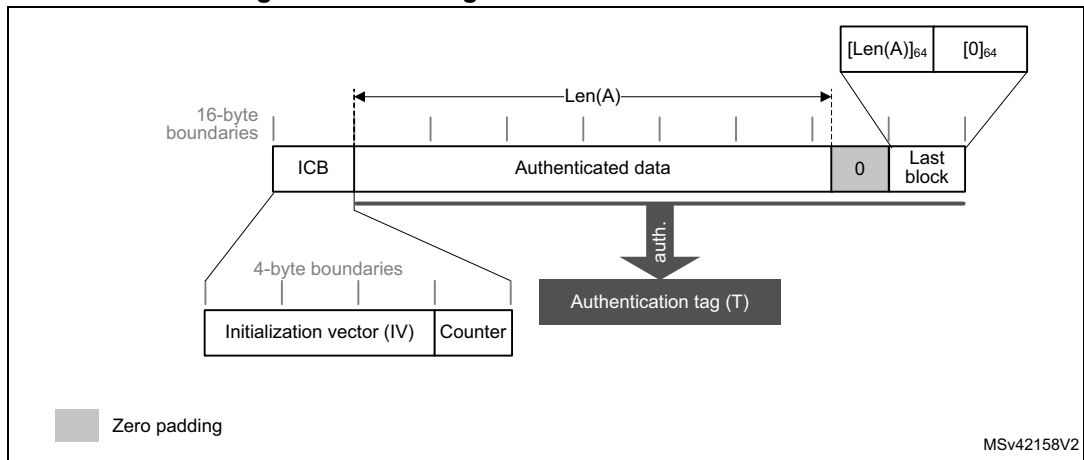 [Len(A)]64 [0]64
Len(A)
16-byte
boundaries
ICB Authenticated data 0 Last
block
auth.
4-byte boundaries
Authentication tag (T)
Initialization vector (IV) Counter
Zero padding
MSv42158V2